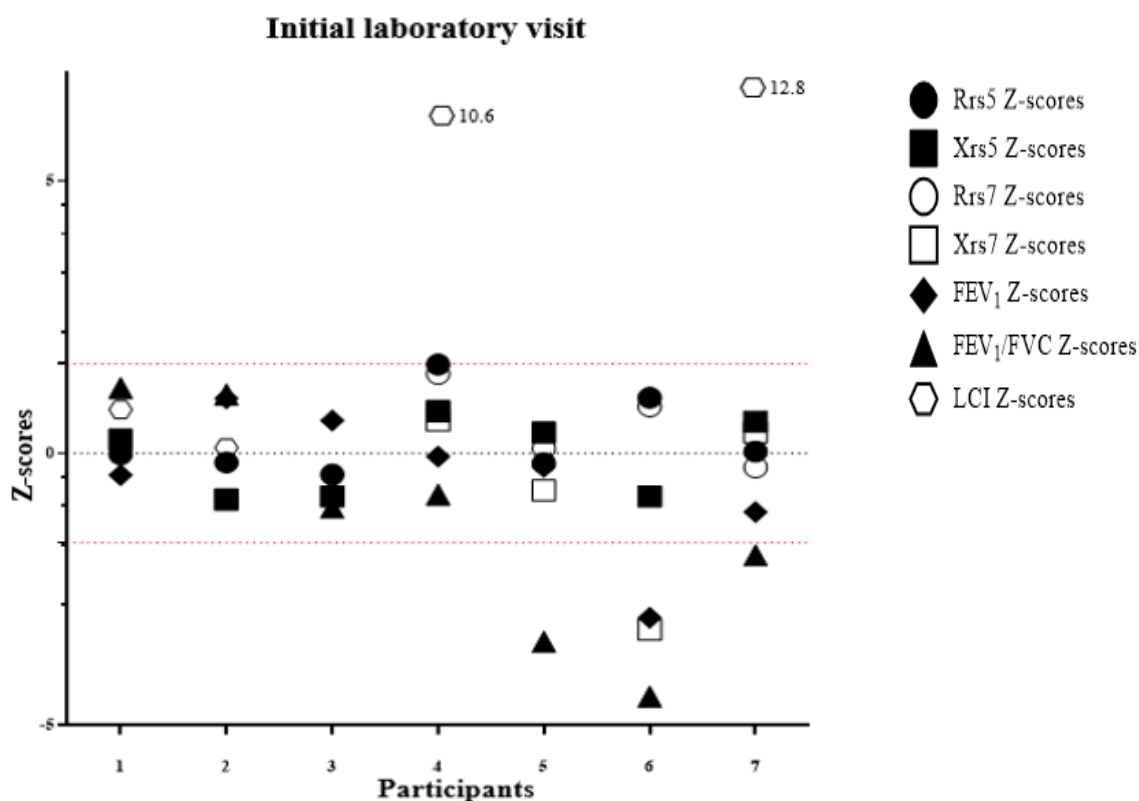 Initial laboratory visit
10.6
12.8
Rrs5 Z-scores
Xrs5 Z-scores
Rrs7 Z-scores
Xrs7 Z-scores
FEV1 Z-scores
FEV1/FVC Z-scores
LCI Z-scores
Z-scores
5
0
-5
1 2 3 4 5 6 7
Participants